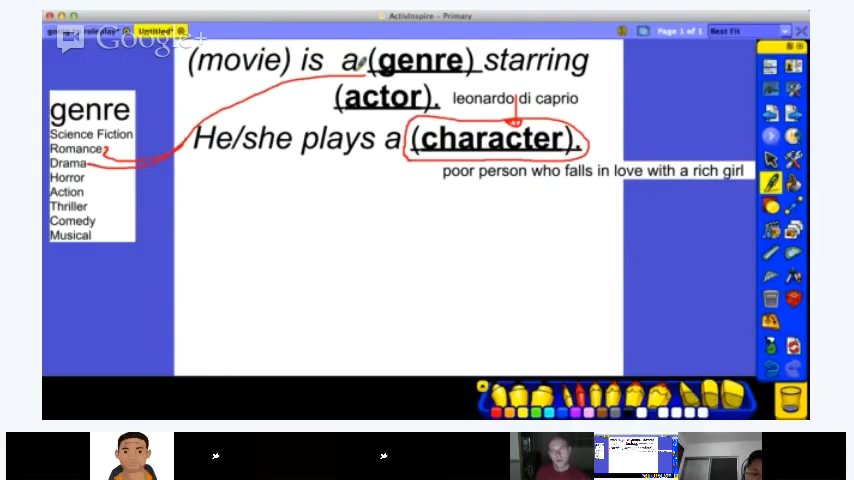 ActivInspire - Primary
Untitled*
Page 1 of 1
Best Fit
Google+
(movie) is a (genre) starring
(actor).
leonardo di caprio
He/she plays a (character).
poor person who falls in love with a rich girl
genre
Science Fiction
Romance
Drama
Horror
Action
Thriller
Comedy
Musical